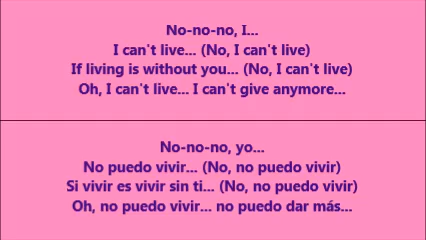 No-no-no, I...
I can't live... (No, I can't live)
If living is without you... (No, I can't live)
Oh, I can't live... I can't give anymore...
No-no-no, yo...
No puedo vivir... (No, no puedo vivir)
Si vivir es vivir sin ti... (No, no puedo vivir)
Oh, no puedo vivir... no puedo dar más...